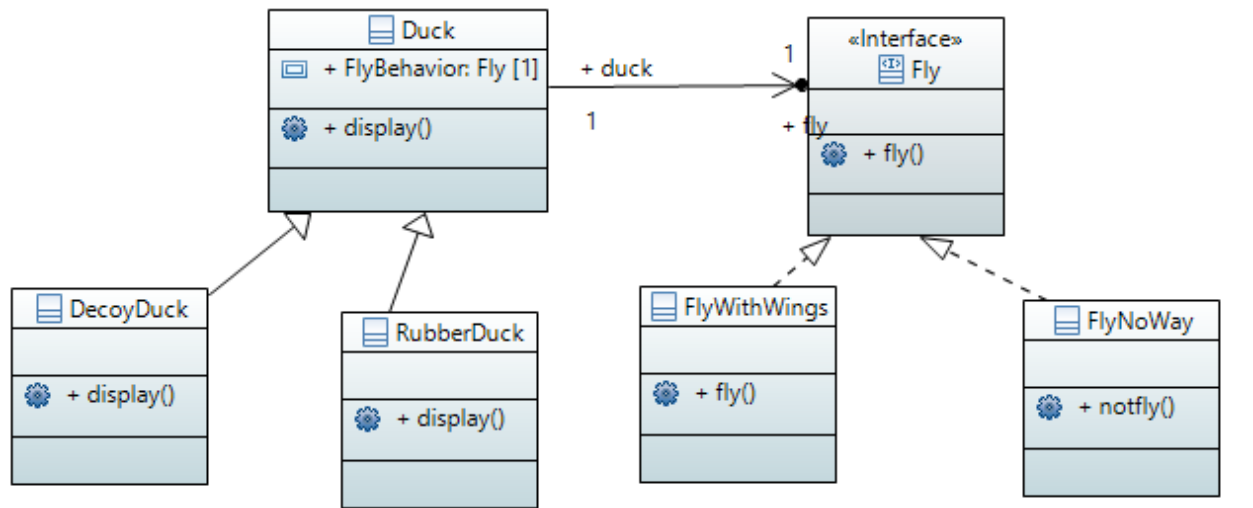 Duck
+ FlyBehavior: Fly [1]
+ display()
+ duck
1
1
+ fly
«Interface»
<I>
Fly
+ fly()
DecoyDuck
+ display()
RubberDuck
+ display()
FlyWithWings
+ fly()
FlyNoWay
+ notfly()